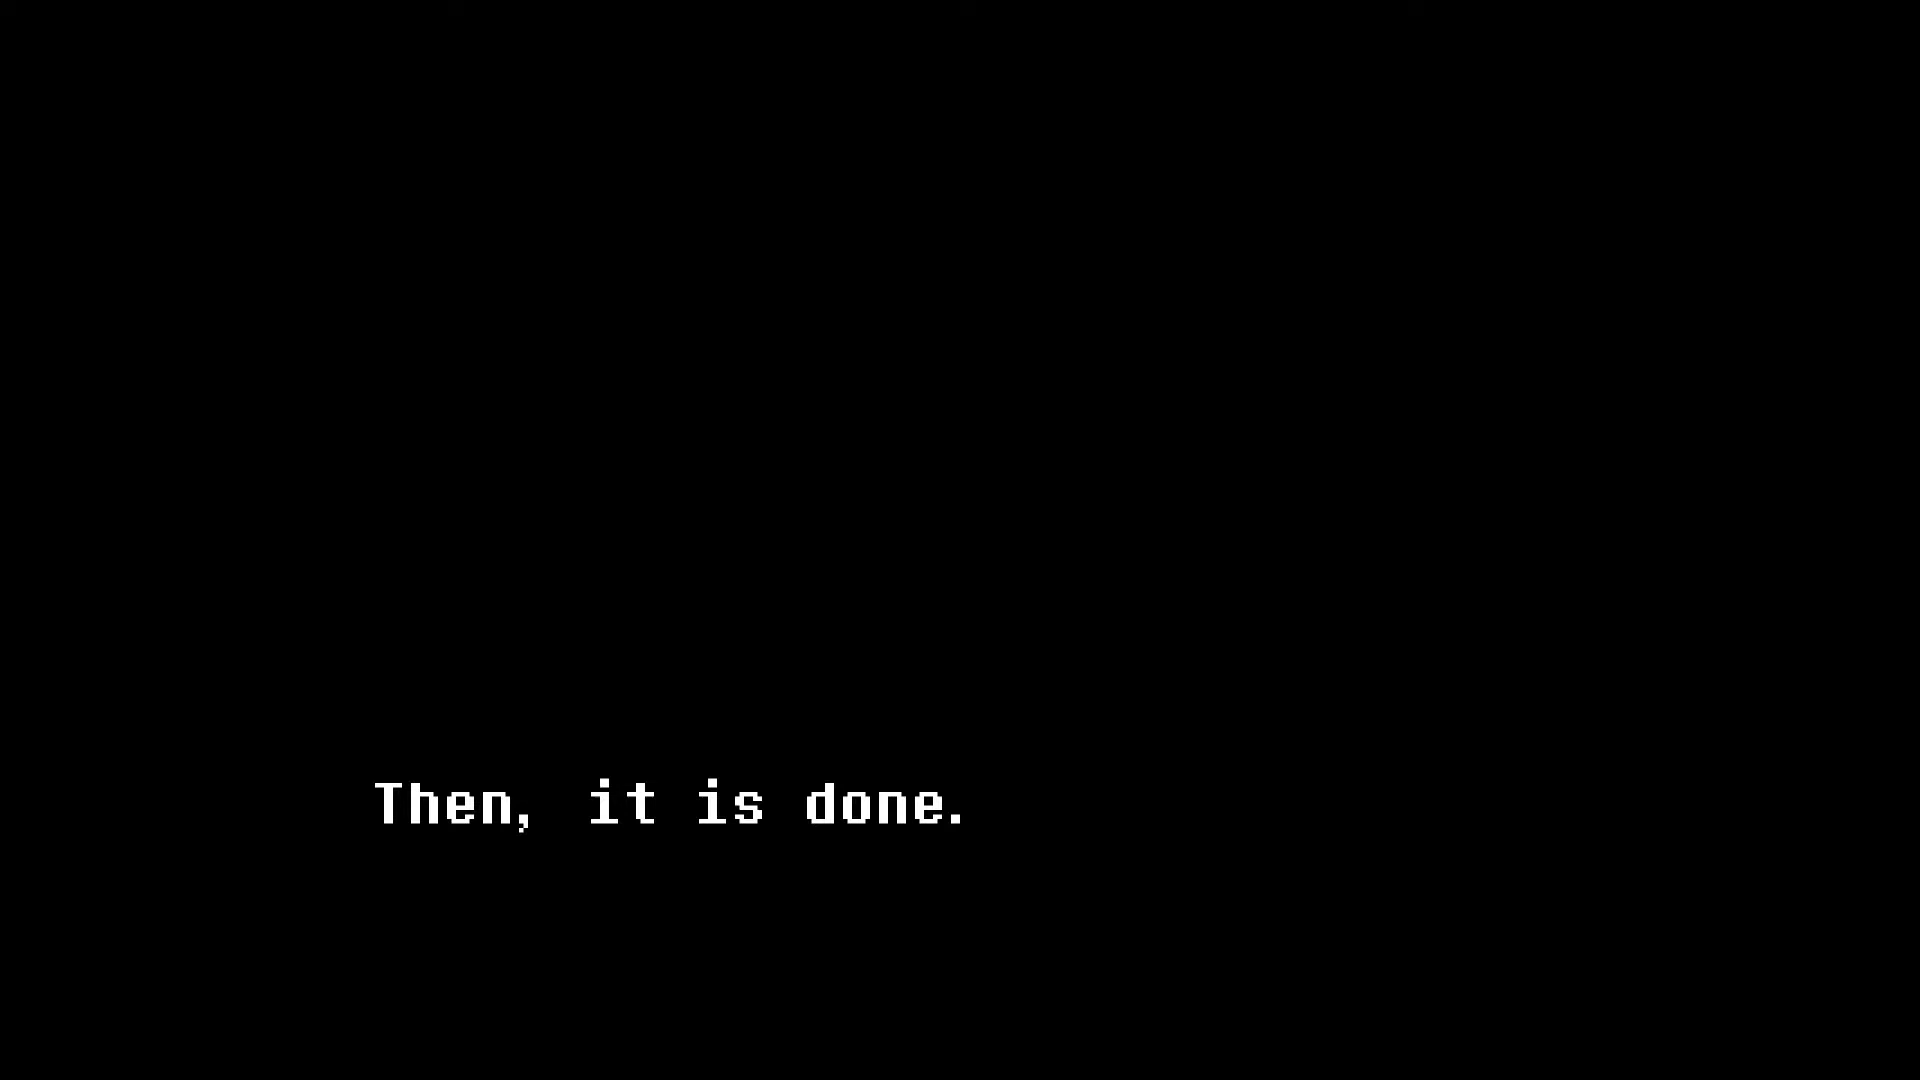 Then, it is done.